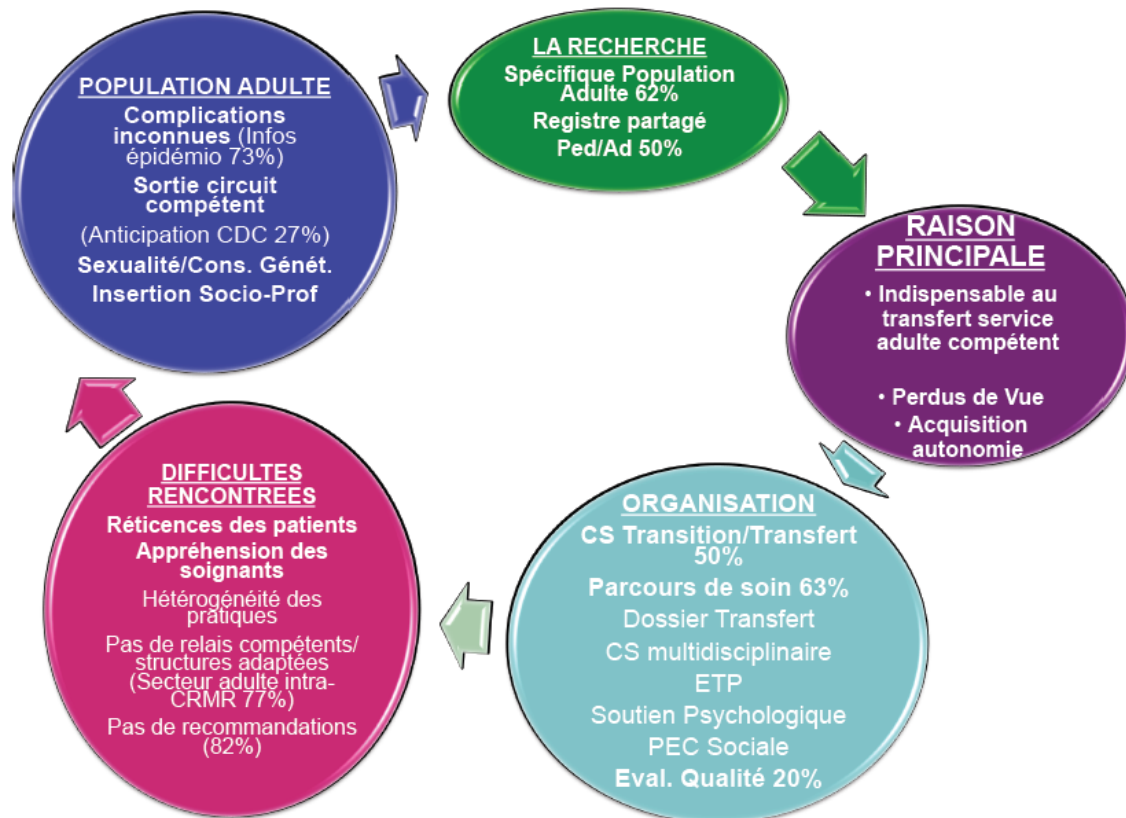 POPULATION ADULTE
Complications
inconnues (Infos
épidémio 73%)
Sortie circuit
compétent
(Anticipation CDC 27%)
Sexualité/Cons. Génét.
Insertion Socio-Prof
LA RECHERCHE
Spécifique Population
Adulte 62%
Registre partagé
Ped/Ad 50%
RAISON
PRINCIPALE
• Indispensable au
transfert service
adulte compétent
• Perdus de Vue
• Acquisition
autonomie
ORGANISATION
CS Transition/Transfert
50%
Parcours de soin 63%
Dossier Transfert
CS multidisciplinaire
ETP
Soutien Psychologique
PEC Sociale
Eval. Qualité 20%
DIFFICULTES
RENCONTREES
Réticences des patients
Appréhension des
soignants
Hétérogénéité des
pratiques
Pas de relais compétents/
structures adaptées
(Secteur adulte intra-
CRMR 77%)
Pas de recommandations
(82%)